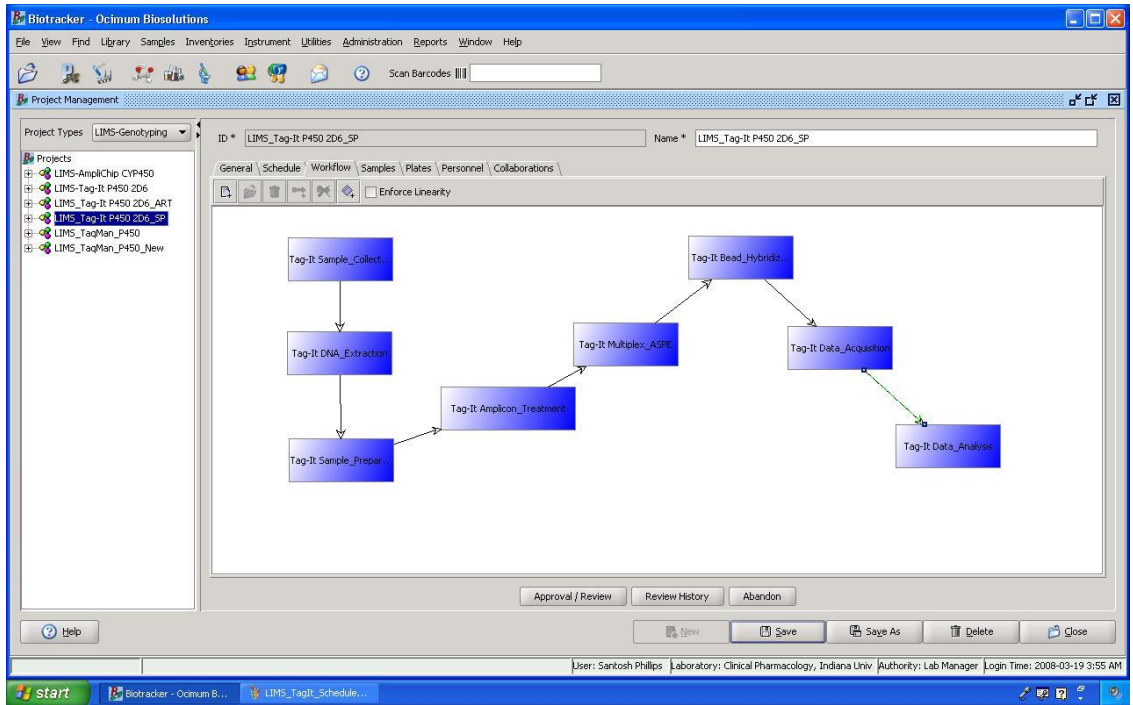 Biotracker - Ocimum Biosolutions
File View Find Library Samples Inventories Instrument Utilities Administration Reports Window Help
Scan Barcodes
Project Management
Project Types LIMS-Genotyping
ID * LIMS_Tag-It P450 2D6_SP Name * LIMS_Tag-It P450 2D6_SP
Projects
LIMS-AmpliChip CYP450
LIMS-Tag-It P450 2D6
LIMS_Tag-It P450 2D6_ART
LIMS_Tag-It P450 2D6_SP
LIMS_TaqMan_P450
LIMS_TaqMan_P450_New
General Schedule Workflow Samples Plates Personnel Collaborations
Enforce Linearity
Tag-It Sample_Collect...
Tag-It Bead_Hybridiz...
Tag-It DNA_Extraction
Tag-It Multiplex_ASPE
Tag-It Data_Acquisition
Tag-It Amplicon_Treatment
Tag-It Sample_Prepar...
Tag-It Data_Analysis
Approval / Review Review History Abandon
Help New Save Save As Delete Close
User: Santosh Phillips Laboratory: Clinical Pharmacology, Indiana Univ Authority: Lab Manager Login Time: 2008-03-19 3:55 AM
start Biotracker - Ocimum B... LIMS_TagIt_Schedule...